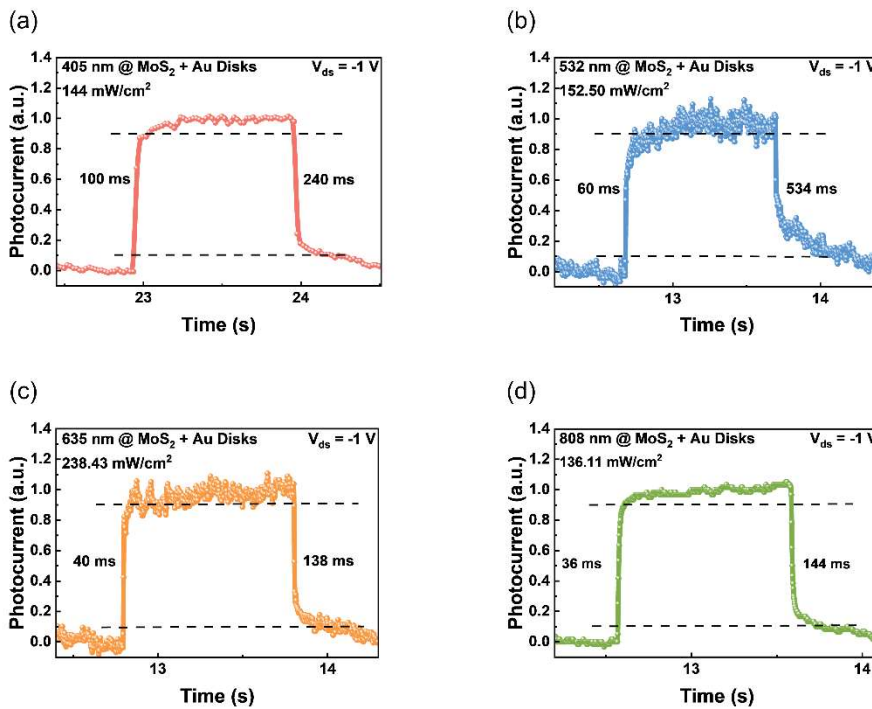 (a)
405 nm @ MoS₂ + Au Disks
V_ds = -1 V
144 mW/cm²
1.4
1.2
1.0
0.8
0.6
0.4
0.2
0.0
100 ms
240 ms
23
24
Photocurrent (a.u.)
Time (s)
(b)
532 nm @ MoS₂ + Au Disks
V_ds = -1 V
152.50 mW/cm²
1.4
1.2
1.0
0.8
0.6
0.4
0.2
0.0
60 ms
534 ms
13
14
Photocurrent (a.u.)
Time (s)
(c)
635 nm @ MoS₂ + Au Disks
V_ds = -1 V
238.43 mW/cm²
1.4
1.2
1.0
0.8
0.6
0.4
0.2
0.0
40 ms
138 ms
13
14
Photocurrent (a.u.)
Time (s)
(d)
808 nm @ MoS₂ + Au Disks
V_ds = -1 V
136.11 mW/cm²
1.4
1.2
1.0
0.8
0.6
0.4
0.2
0.0
36 ms
144 ms
13
14
Photocurrent (a.u.)
Time (s)